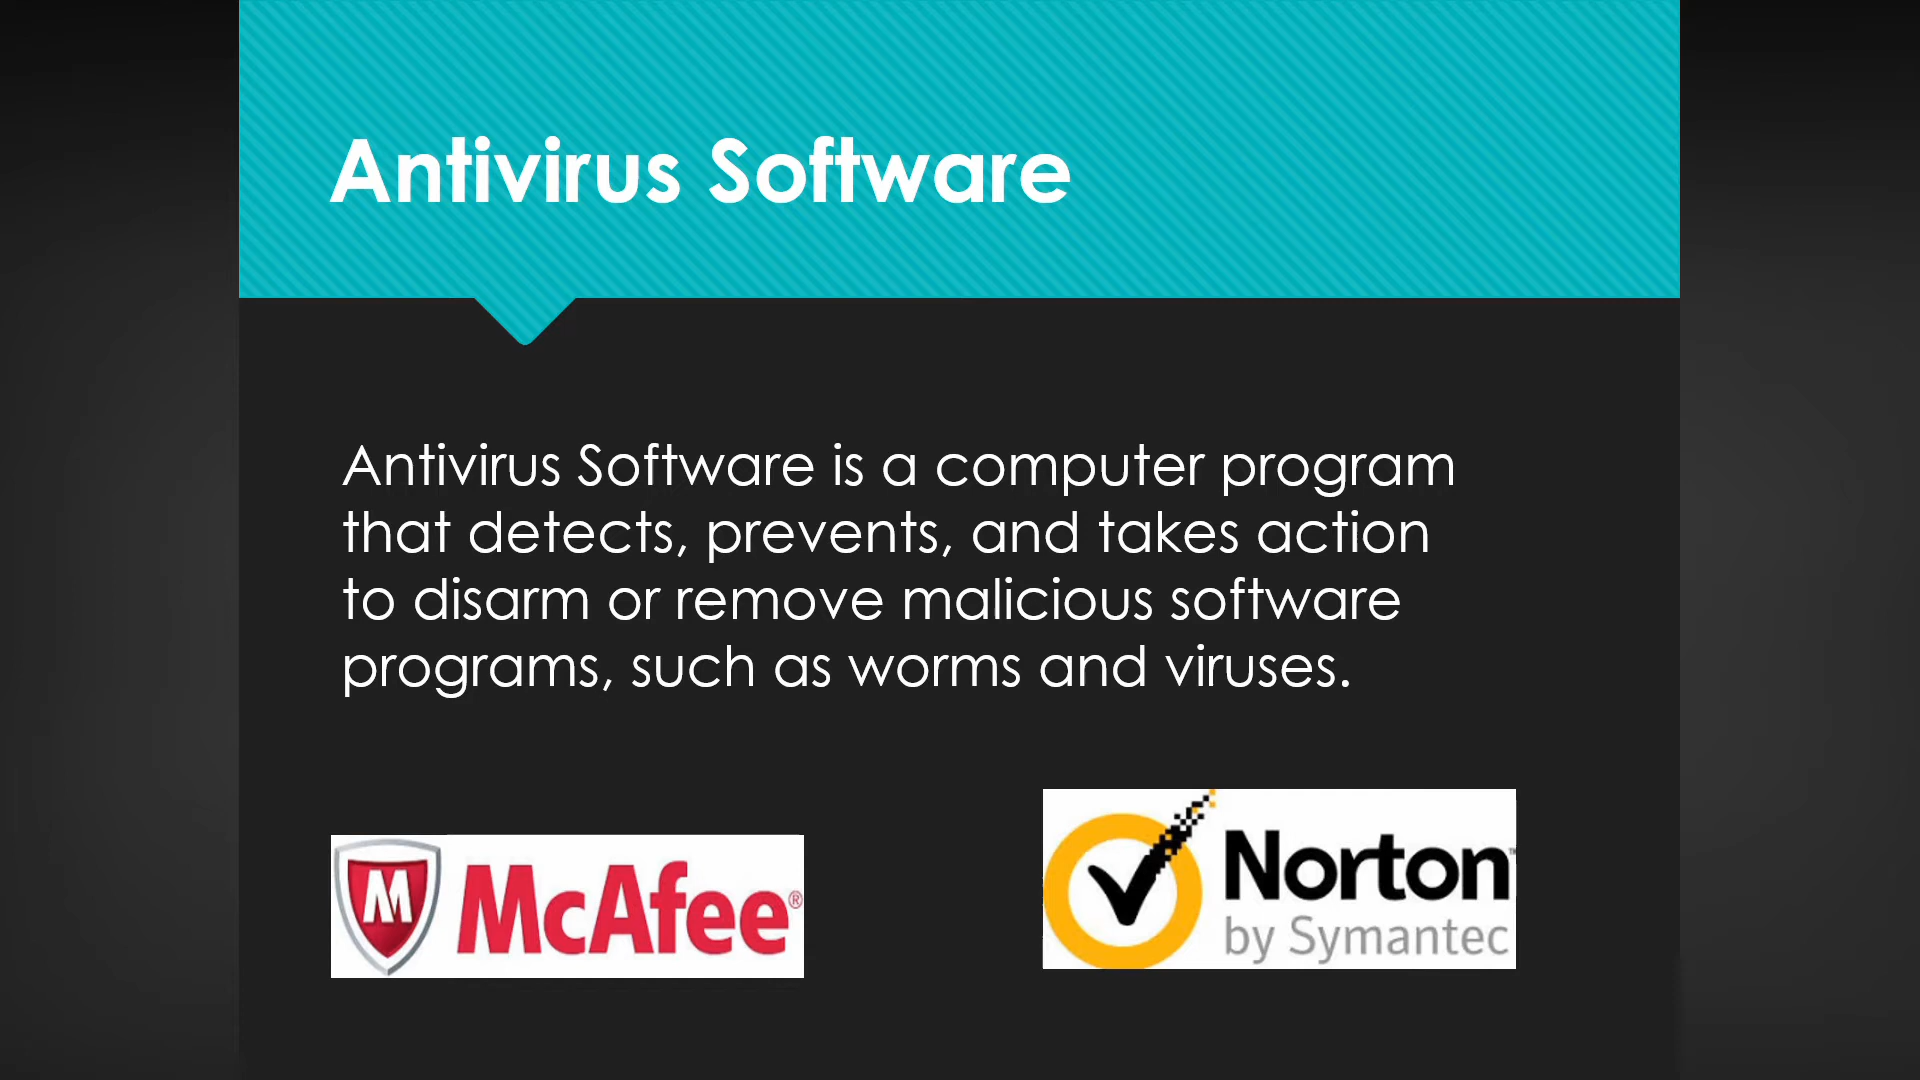 Antivirus Software
Antivirus Software is a computer program
that detects, prevents, and takes action
to disarm or remove malicious software
programs, such as worms and viruses.
M McAfee®
Norton™
by Symantec